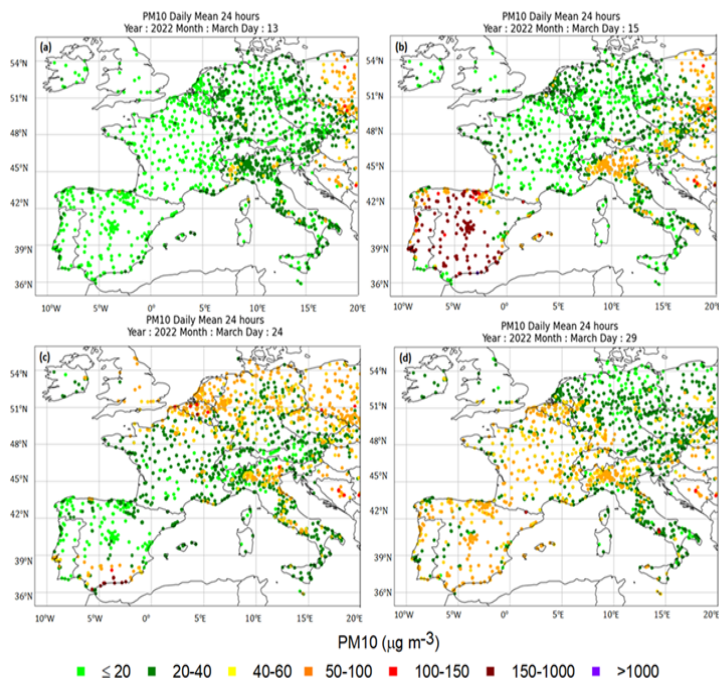 PM10 Daily Mean 24 hours
Year : 2022 Month : March Day : 13
(a)
54°N
51°N
48°N
45°N
42°N
39°N
36°N
10°W 5°W 0° 5°E 10°E 15°E 20°E
PM10 Daily Mean 24 hours
Year : 2022 Month : March Day : 15
(b)
54°N
51°N
48°N
45°N
42°N
39°N
36°N
10°W 5°W 0° 5°E 10°E 15°E 20°E
PM10 Daily Mean 24 hours
Year : 2022 Month : March Day : 24
(c)
54°N
51°N
48°N
45°N
42°N
39°N
36°N
10°W 5°W 0° 5°E 10°E 15°E 20°E
PM10 Daily Mean 24 hours
Year : 2022 Month : March Day : 29
(d)
54°N
51°N
48°N
45°N
42°N
39°N
36°N
10°W 5°W 0° 5°E 10°E 15°E 20°E
PM10 (μg m⁻³)
≤ 20 20-40 40-60 50-100 100-150 150-1000 >1000